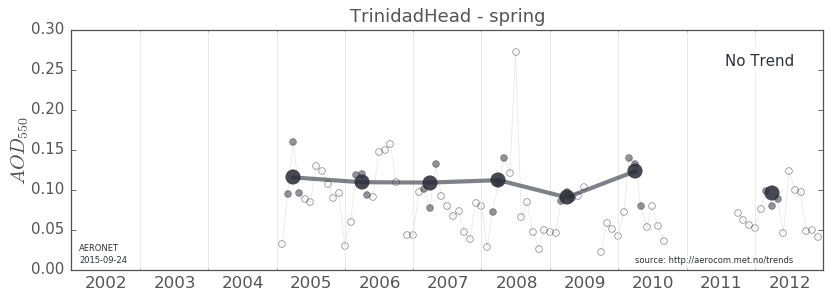 TrinidadHead - spring
0.30
0.25
0.20
0.15
0.10
0.05
0.00
AOD550
No Trend
AERONET
2015-09-24
source: http://aerocom.met.no/trends
2002 2003 2004 2005 2006 2007 2008 2009 2010 2011 2012